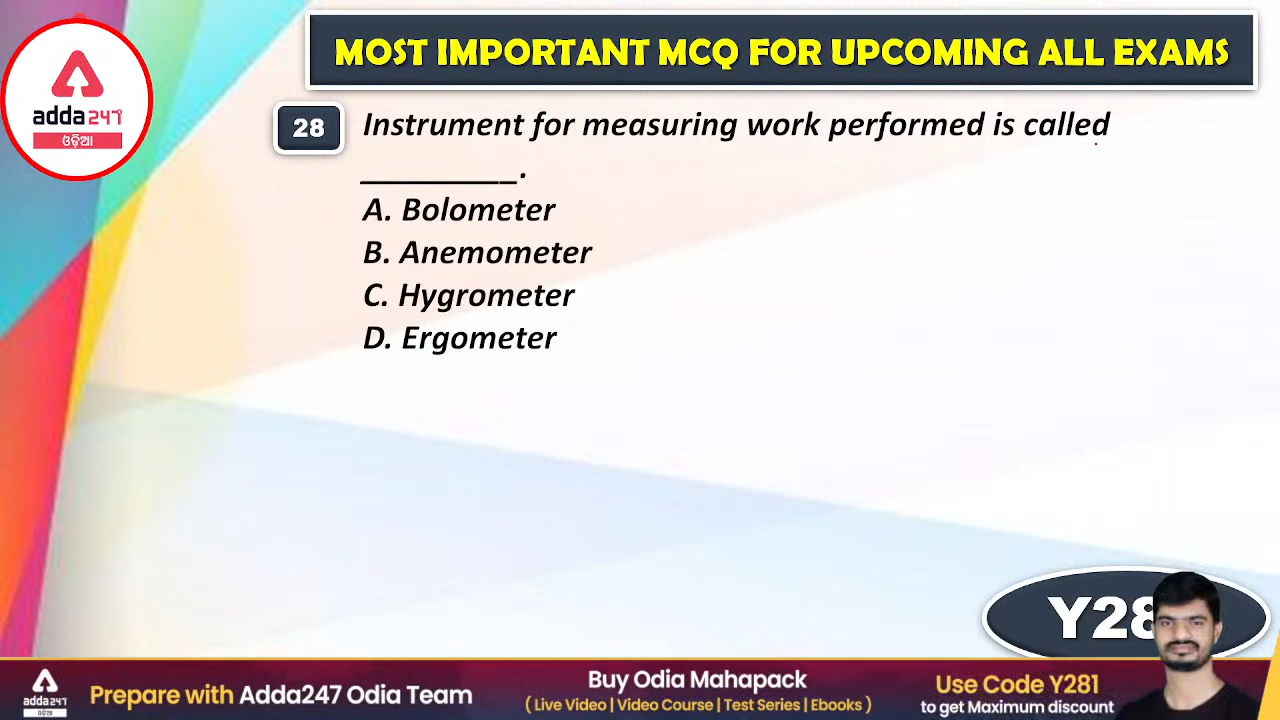 MOST IMPORTANT MCQ FOR UPCOMING ALL EXAMS
adda247
ଓଡ଼ିଆ
28
Instrument for measuring work performed is called
_________.
A. Bolometer
B. Anemometer
C. Hygrometer
D. Ergometer
Y28
adda247
ଓଡ଼ିଆ
Prepare with Adda247 Odia Team
Buy Odia Mahapack
( Live Video | Video Course | Test Series | Ebooks )
Use Code Y281
to get Maximum discount